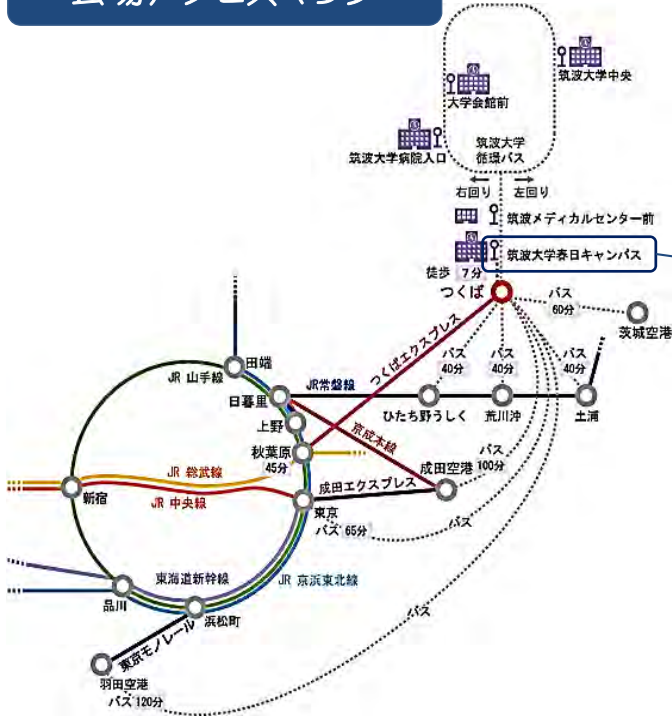 会場アクセスマップ
筑波大学中央
大学会館前
筑波大学病院入口
筑波大学
循環バス
右回り
左回り
筑波メディカルセンター前
筑波大学春日キャンパス
徒歩 7分
つくば
バス
60分
茨城空港
つくばエクスプレス
バス
40分
バス
40分
バス
40分
田端
JR 山手線
日暮里
JR常磐線
ひたち野うしく
荒川沖
土浦
上野
京成本線
秋葉原
45分
JR 総武線
バス
100分
成田空港
新宿
JR 中央線
成田エクスプレス
東京
バス 65分
バス
東海道新幹線
JR 京浜東北線
品川
浜松町
東京モノレール
バス
羽田空港
バス 120分